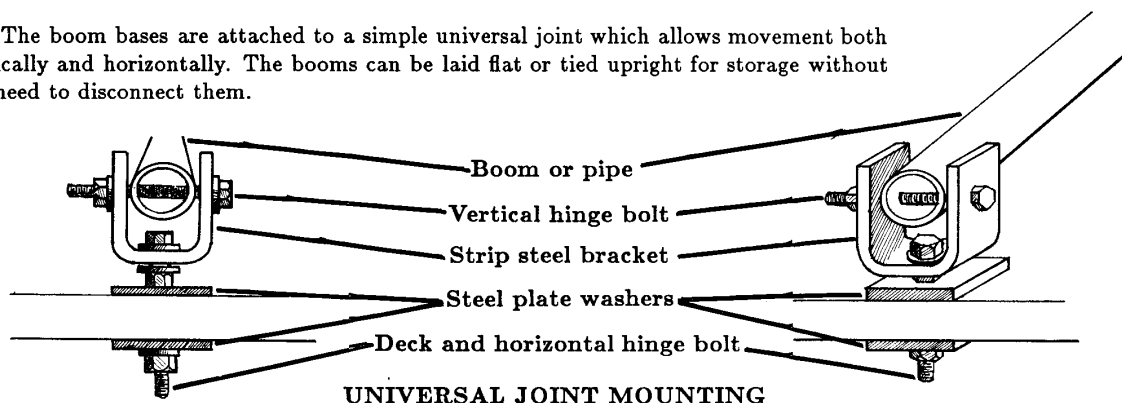 The boom bases are attached to a simple universal joint which allows movement both
cally and horizontally. The booms can be laid flat or tied upright for storage without
need to disconnect them.
Boom or pipe
Vertical hinge bolt
Strip steel bracket
Steel plate washers
Deck and horizontal hinge bolt
UNIVERSAL JOINT MOUNTING